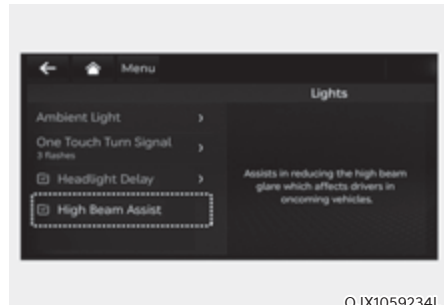 Menu
Lights
Ambient Light
One Touch Turn Signal
3 flashes
Headlight Delay
High Beam Assist
Assists in reducing the high beam
glare which affects drivers in
oncoming vehicles.
OJX1059234L